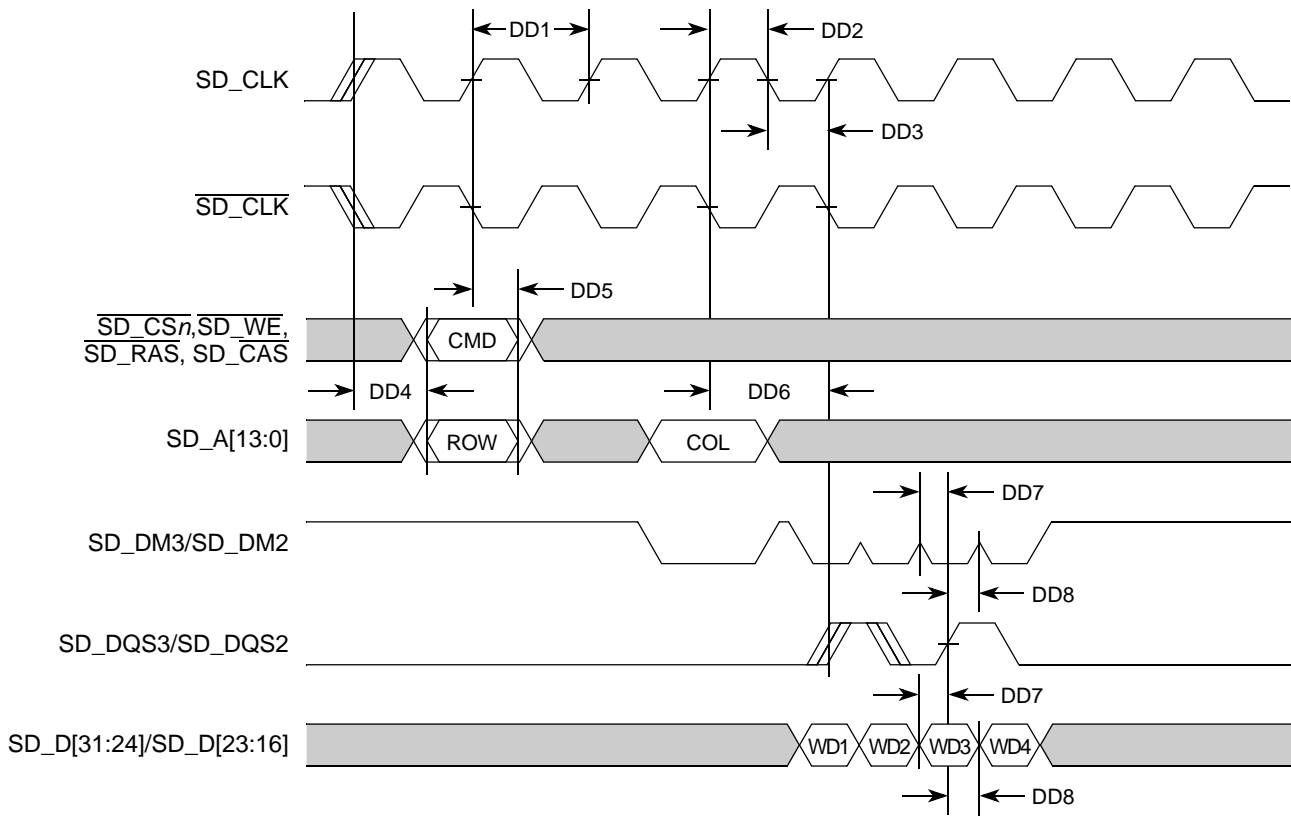 DD1
DD2
SD_CLK
DD3
SD_CLK
DD5
SD_CSn,SD_WE,
SD_RAS, SD_CAS
CMD
DD4
DD6
SD_A[13:0]
ROW
COL
DD7
SD_DM3/SD_DM2
DD8
SD_DQS3/SD_DQS2
DD7
SD_D[31:24]/SD_D[23:16]
WD1
WD2
WD3
WD4
DD8